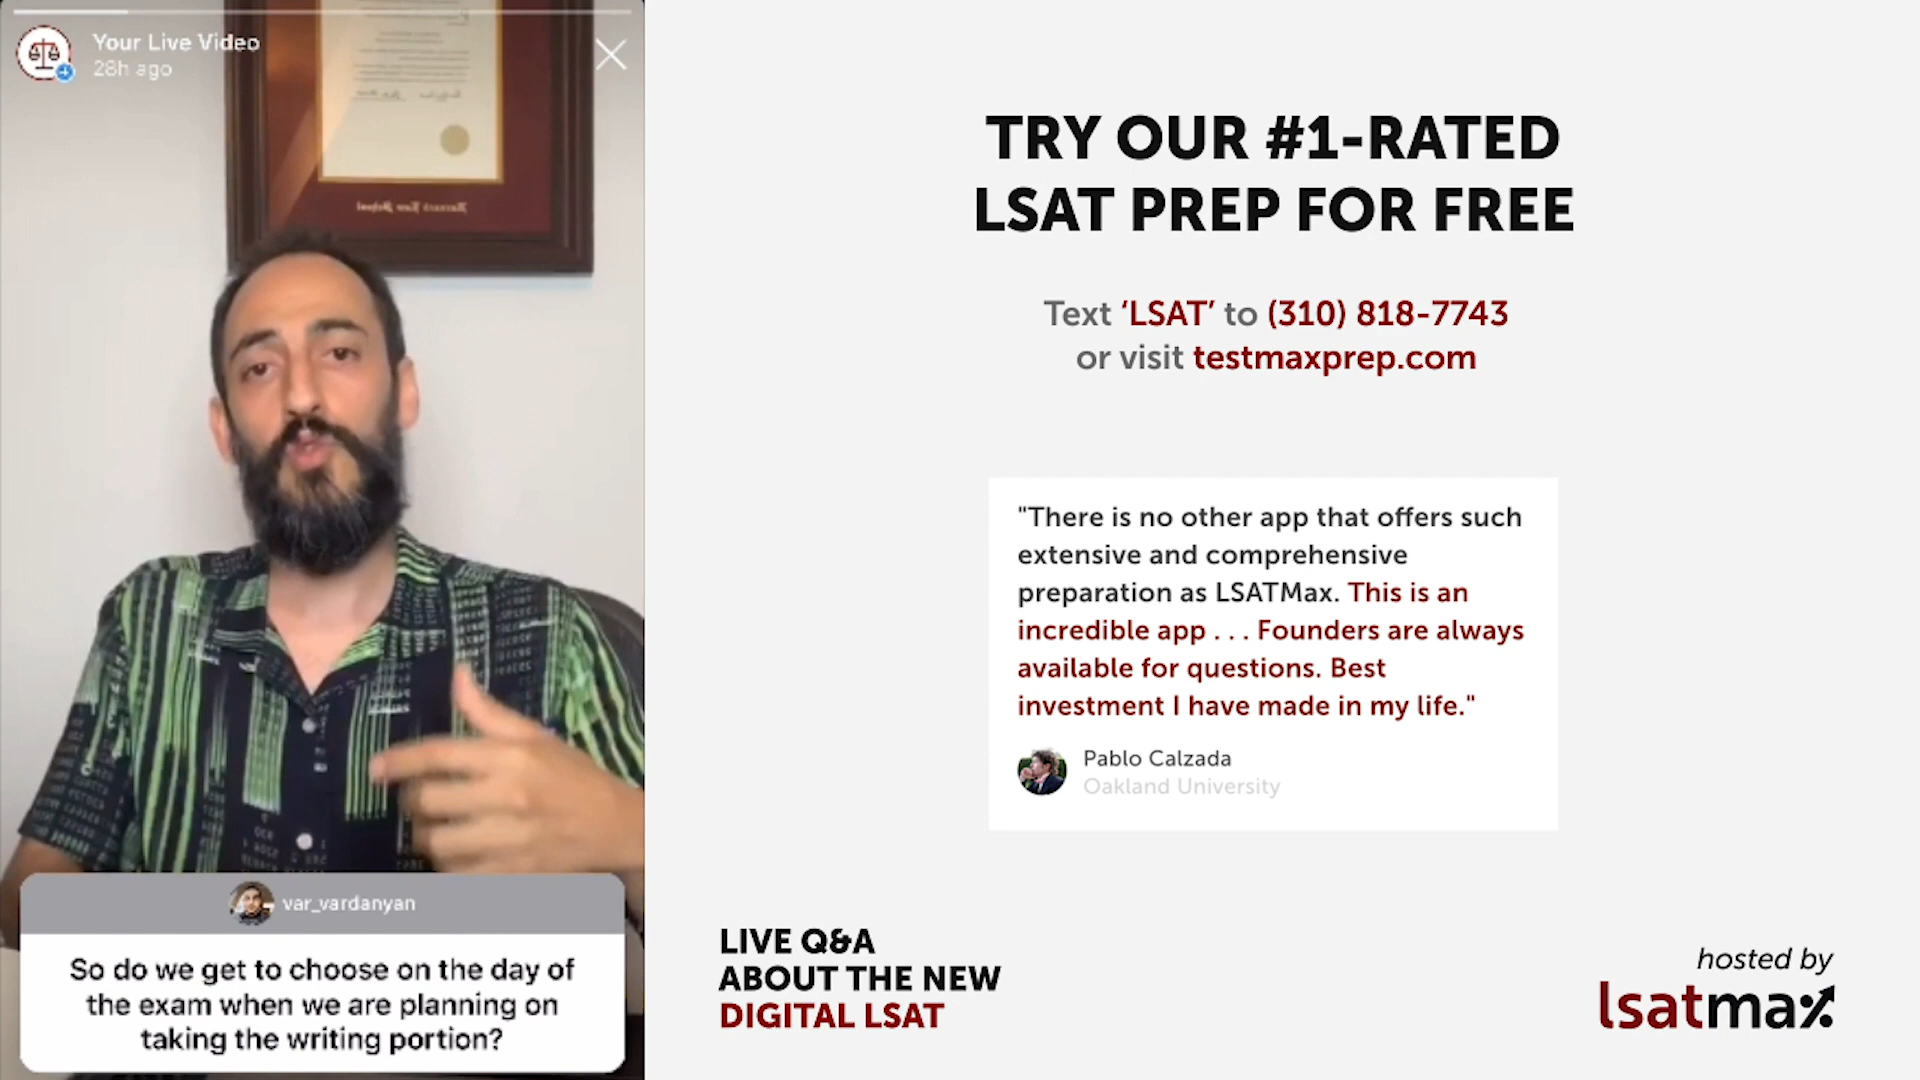 Your Live Video
28h ago
Harvard Law School
var_vardanyan
So do we get to choose on the day of
the exam when we are planning on
taking the writing portion?
TRY OUR #1-RATED
LSAT PREP FOR FREE
Text ‘LSAT’ to (310) 818-7743
or visit testmaxprep.com
"There is no other app that offers such
extensive and comprehensive
preparation as LSATMax. This is an
incredible app . . . Founders are always
available for questions. Best
investment I have made in my life."
Pablo Calzada
Oakland University
LIVE Q&A
ABOUT THE NEW
DIGITAL LSAT
hosted by
lsatmax